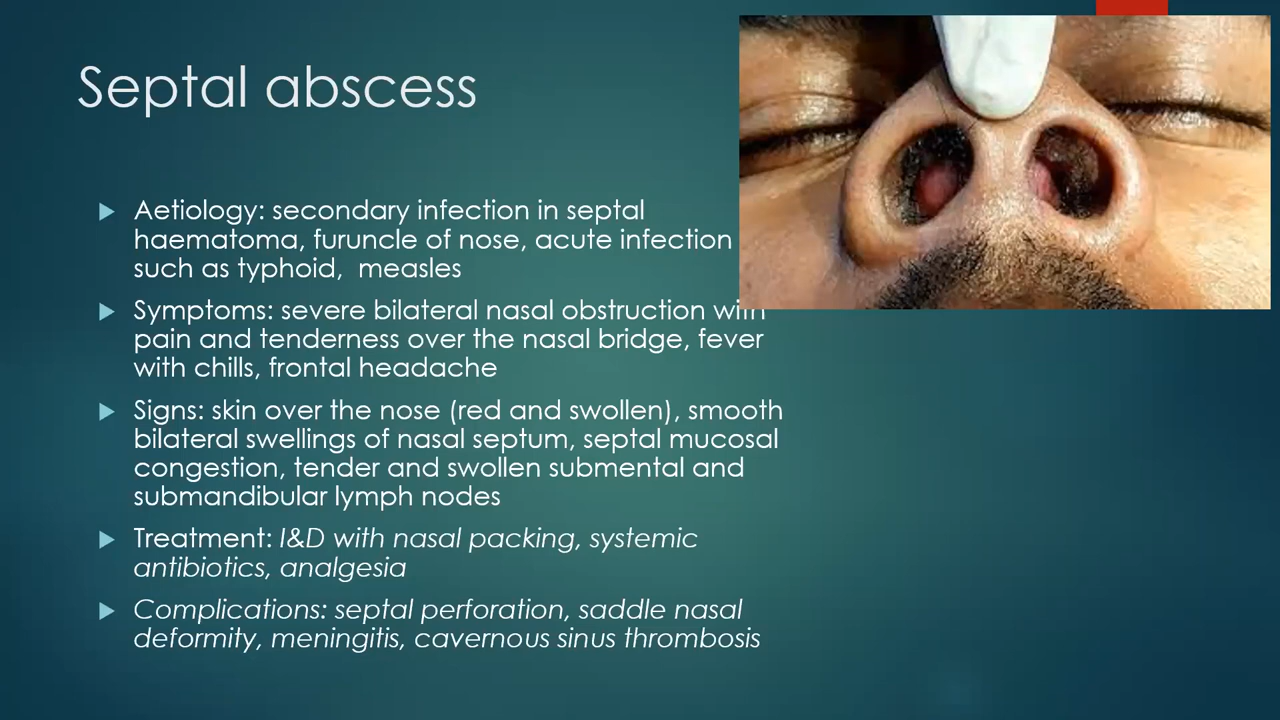 Septal abscess
Aetiology: secondary infection in septal
haematoma, furuncle of nose, acute infection
such as typhoid,  measles
Symptoms: severe bilateral nasal obstruction with
pain and tenderness over the nasal bridge, fever
with chills, frontal headache
Signs: skin over the nose (red and swollen), smooth
bilateral swellings of nasal septum, septal mucosal
congestion, tender and swollen submental and
submandibular lymph nodes
Treatment: I&D with nasal packing, systemic
antibiotics, analgesia
Complications: septal perforation, saddle nasal
deformity, meningitis, cavernous sinus thrombosis